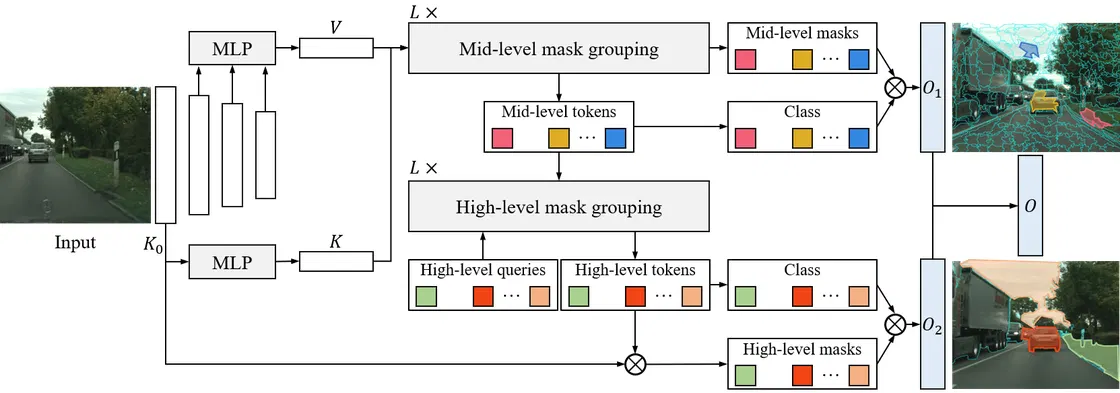 Input
K₀
MLP
V
MLP
K
L ×
Mid-level mask grouping
Mid-level masks
...
Mid-level tokens
...
Class
...
O₁
L ×
High-level mask grouping
High-level queries
...
High-level tokens
...
Class
...
High-level masks
...
O₂
O